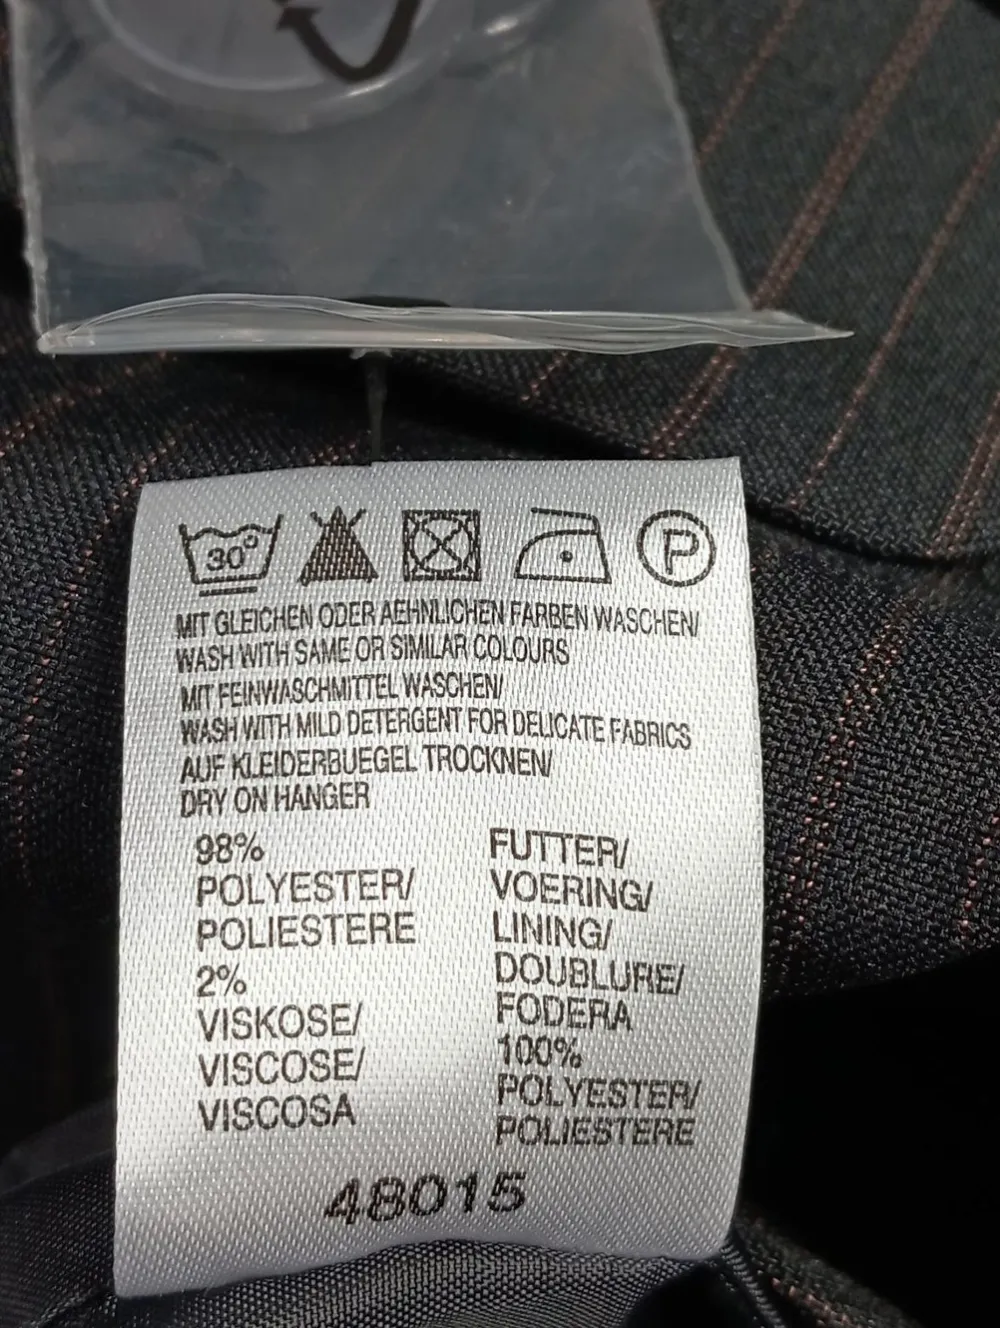 30°
P
MIT GLEICHEN ODER AEHNLICHEN FARBEN WASCHEN/
WASH WITH SAME OR SIMILAR COLOURS
MIT FEINWASCHMITTEL WASCHEN/
WASH WITH MILD DETERGENT FOR DELICATE FABRICS
AUF KLEIDERBUEGEL TROCKNEN/
DRY ON HANGER
98%
POLYESTER/
POLIESTERE
2%
VISKOSE/
VISCOSE/
VISCOSA
FUTTER/
VOERING/
LINING/
DOUBLURE/
FODERA
100%
POLYESTER/
POLIESTERE
48015